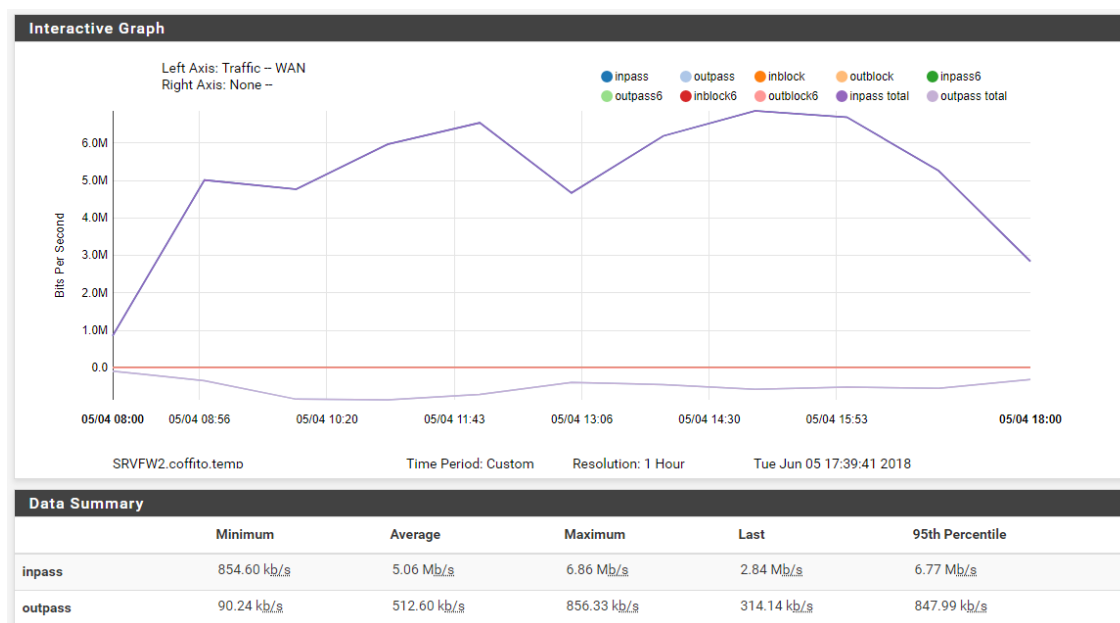 Interactive Graph
Left Axis: Traffic -- WAN
Right Axis: None --
inpass outpass inblock outblock inpass6
outpass6 inblock6 outblock6 inpass total outpass total
Bits Per Second
6.0M
5.0M
4.0M
3.0M
2.0M
1.0M
0.0
05/04 08:00 05/04 08:56 05/04 10:20 05/04 11:43 05/04 13:06 05/04 14:30 05/04 15:53 05/04 18:00
SRVFW2.coffito.temp Time Period: Custom Resolution: 1 Hour Tue Jun 05 17:39:41 2018
Data Summary
Minimum Average Maximum Last 95th Percentile
inpass 854.60 kb/s 5.06 Mb/s 6.86 Mb/s 2.84 Mb/s 6.77 Mb/s
outpass 90.24 kb/s 512.60 kb/s 856.33 kb/s 314.14 kb/s 847.99 kb/s